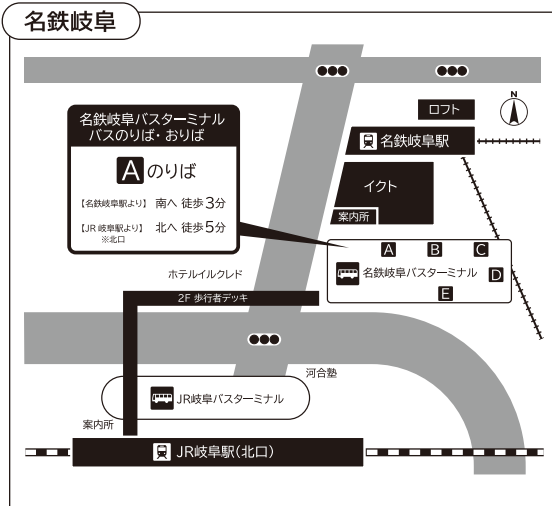 名鉄岐阜
N
ロフト
名鉄岐阜駅
名鉄岐阜バスターミナル
バスのりば・おりば
Aのりば
【名鉄岐阜駅より】 南へ 徒歩3分
【JR 岐阜駅より】 北へ 徒歩5分
※北口
イクト
案内所
A B C
名鉄岐阜バスターミナル D
E
ホテルイルクレド
2F 歩行者デッキ
河合塾
JR岐阜バスターミナル
案内所
JR岐阜駅(北口)